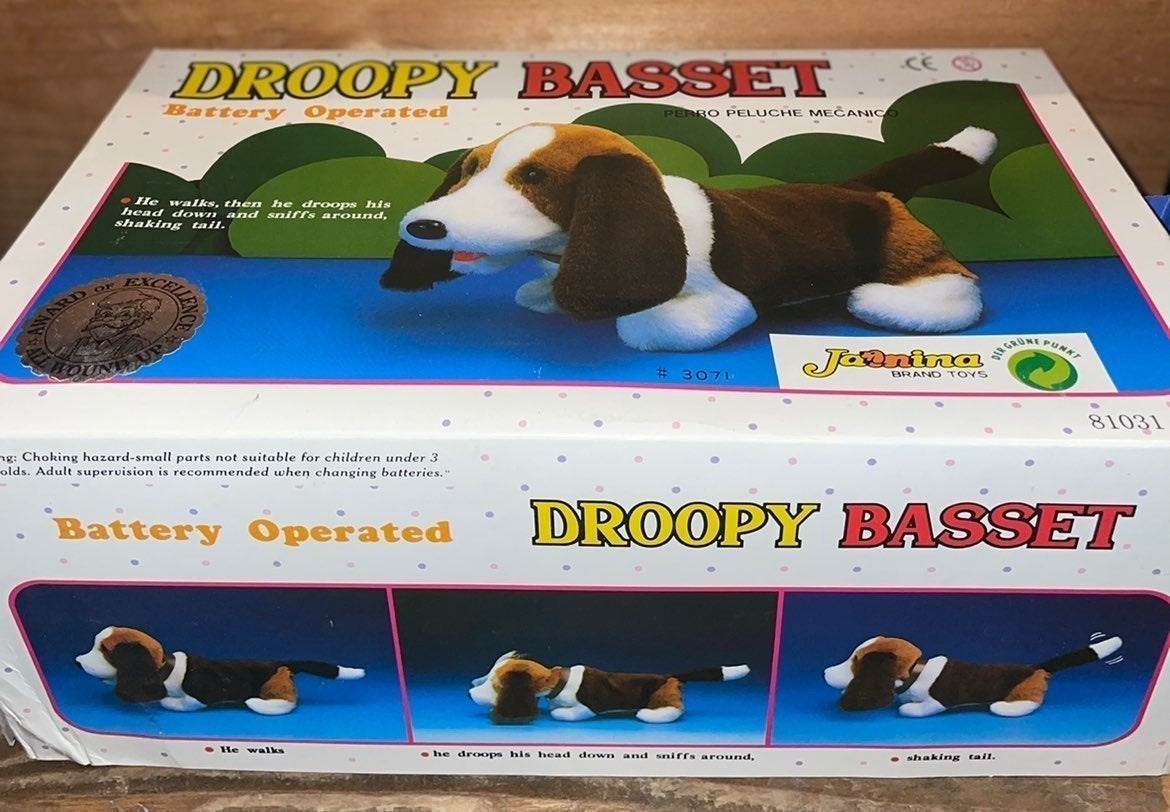 DROOPY BASSET
CE
Battery Operated
PERRO PELUCHE MECANICO
He walks, then he droops his
head down and sniffs around,
shaking tail.
AWARD OF EXCELLENCE
ALL WOUND UP
Janina
BRAND TOYS
DER GRÜNE PUNKT
# 3071
81031
ng: Choking hazard-small parts not suitable for children under 3
olds. Adult supervision is recommended when changing batteries."
Battery Operated
DROOPY BASSET
He walks
he droops his head down and sniffs around,
shaking tail.